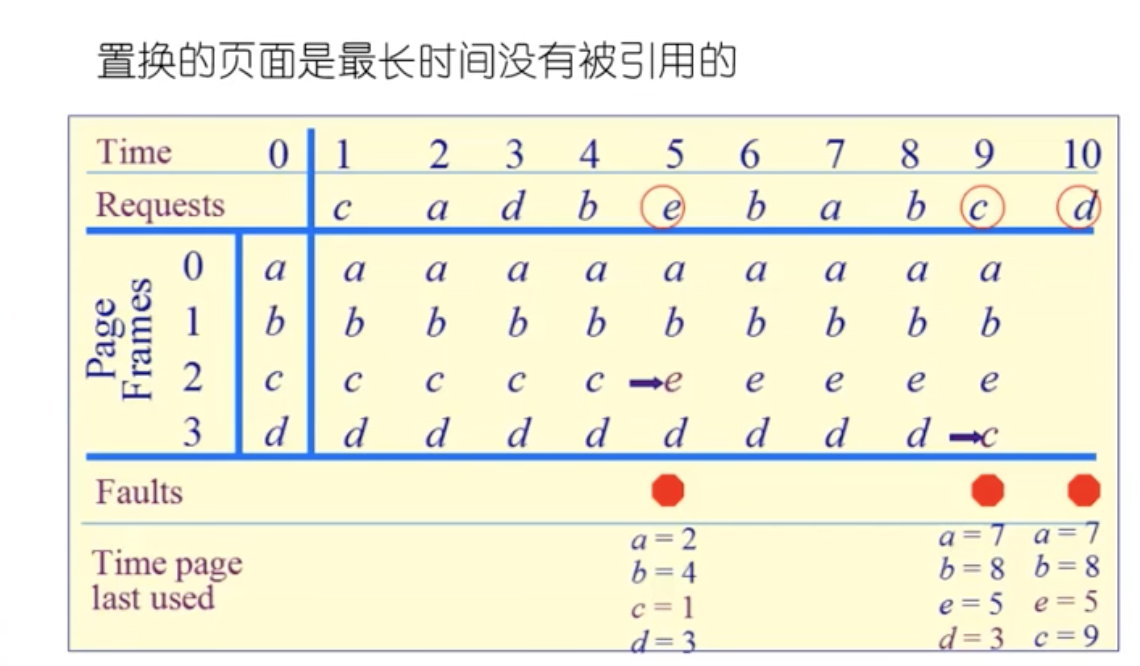 置换的页面是最长时间没有被引用的
Time 0 1 2 3 4 5 6 7 8 9 10
Requests c a d b e b a b c d
Page Frames
0 a a a a a a a a a a
1 b b b b b b b b b b
2 c c c c c e e e e e
3 d d d d d d d d d c
Faults
Time page last used
a = 2 a = 7 a = 7
b = 4 b = 8 b = 8
c = 1 e = 5 e = 5
d = 3 d = 3 c = 9